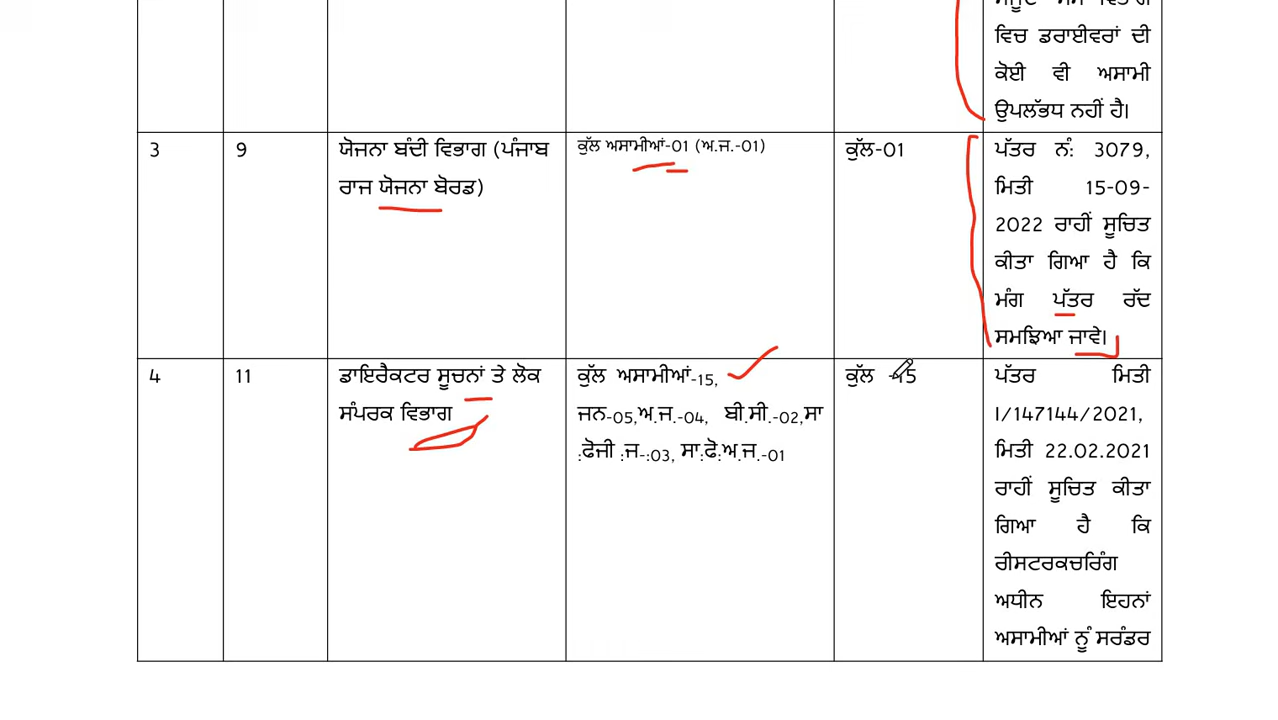 ਵਿਚ ਡਰਾਈਵਰਾਂ ਦੀ
ਕੋਈ ਵੀ ਅਸਾਮੀ
ਉਪਲੱਬਧ ਨਹੀਂ ਹੈ।
3
9
ਯੋਜਨਾ ਬੰਦੀ ਵਿਭਾਗ (ਪੰਜਾਬ
ਰਾਜ ਯੋਜਨਾ ਬੋਰਡ)
ਕੁੱਲ ਅਸਾਮੀਆਂ-01 (ਅ.ਜ.-01)
ਕੁੱਲ-01
ਪੱਤਰ ਨੰ: 3079,
ਮਿਤੀ 15-09-
2022 ਰਾਹੀਂ ਸੂਚਿਤ
ਕੀਤਾ ਗਿਆ ਹੈ ਕਿ
ਮੰਗ ਪੱਤਰ ਰੱਦ
ਸਮਝਿਆ ਜਾਵੇ।
4
11
ਡਾਇਰੈਕਟਰ ਸੂਚਨਾਂ ਤੇ ਲੋਕ
ਸੰਪਰਕ ਵਿਭਾਗ
ਕੁੱਲ ਅਸਾਮੀਆਂ-15,
ਜਨ-05,ਅ.ਜ.-04, ਬੀ.ਸੀ.-02,ਸਾ
:ਫੋਜੀ :ਜ-:03, ਸਾ:ਫੋ:ਅ.ਜ.-01
ਕੁੱਲ -15
ਪੱਤਰ ਮਿਤੀ
I/147144/2021,
ਮਿਤੀ 22.02.2021
ਰਾਹੀਂ ਸੂਚਿਤ ਕੀਤਾ
ਗਿਆ ਹੈ ਕਿ
ਰੀਸਟਰਕਚਰਿੰਗ
ਅਧੀਨ ਇਹਨਾਂ
ਅਸਾਮੀਆਂ ਨੂੰ ਸਰੰਡਰ